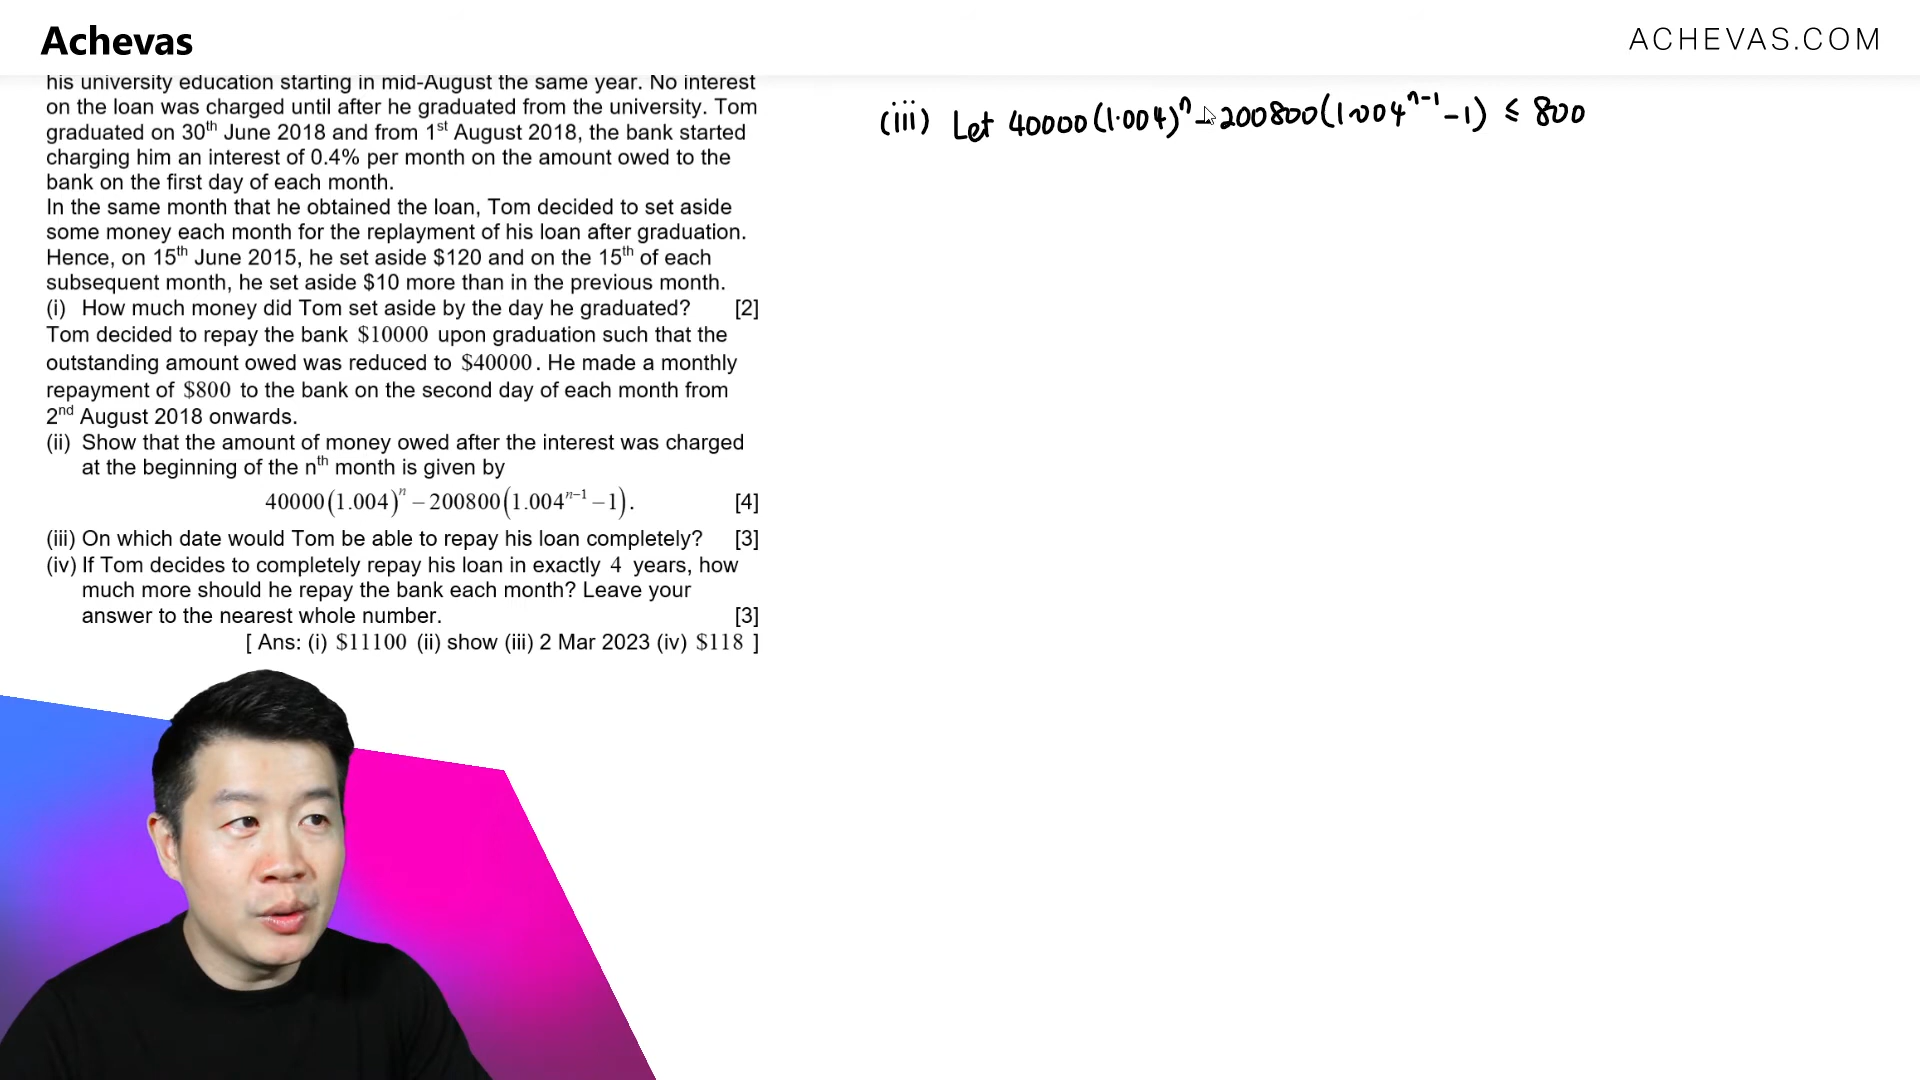 Achevas
ACHEVAS.COM
his university education starting in mid-August the same year. No interest
on the loan was charged until after he graduated from the university. Tom
graduated on 30th June 2018 and from 1st August 2018, the bank started
charging him an interest of 0.4% per month on the amount owed to the
bank on the first day of each month.
In the same month that he obtained the loan, Tom decided to set aside
some money each month for the replayment of his loan after graduation.
Hence, on 15th June 2015, he set aside $120 and on the 15th of each
subsequent month, he set aside $10 more than in the previous month.
(i) How much money did Tom set aside by the day he graduated? [2]
Tom decided to repay the bank $10000 upon graduation such that the
outstanding amount owed was reduced to $40000. He made a monthly
repayment of $800 to the bank on the second day of each month from
2nd August 2018 onwards.
(ii) Show that the amount of money owed after the interest was charged
at the beginning of the nth month is given by
40000(1.004)^n − 200800(1.004^{n−1} − 1). [4]
(iii) On which date would Tom be able to repay his loan completely? [3]
(iv) If Tom decides to completely repay his loan in exactly 4 years, how
much more should he repay the bank each month? Leave your
answer to the nearest whole number. [3]
[ Ans: (i) $11100 (ii) show (iii) 2 Mar 2023 (iv) $118 ]
(iii) Let 40000(1.004)^n − 200800(1.004^{n−1} − 1) ≤ 800